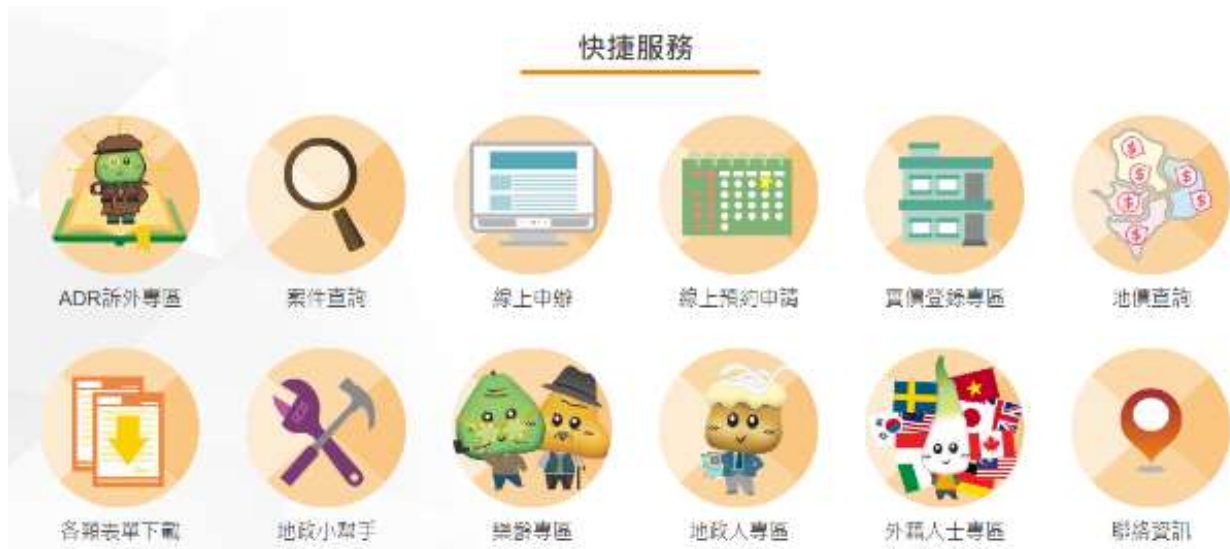 快捷服務
ADR訴外專區
案件查詢
線上申辦
線上預約申請
實價登錄專區
地價查詢
各類表單下載
地政小幫手
樂齡專區
地政人專區
外籍人士專區
聯絡資訊